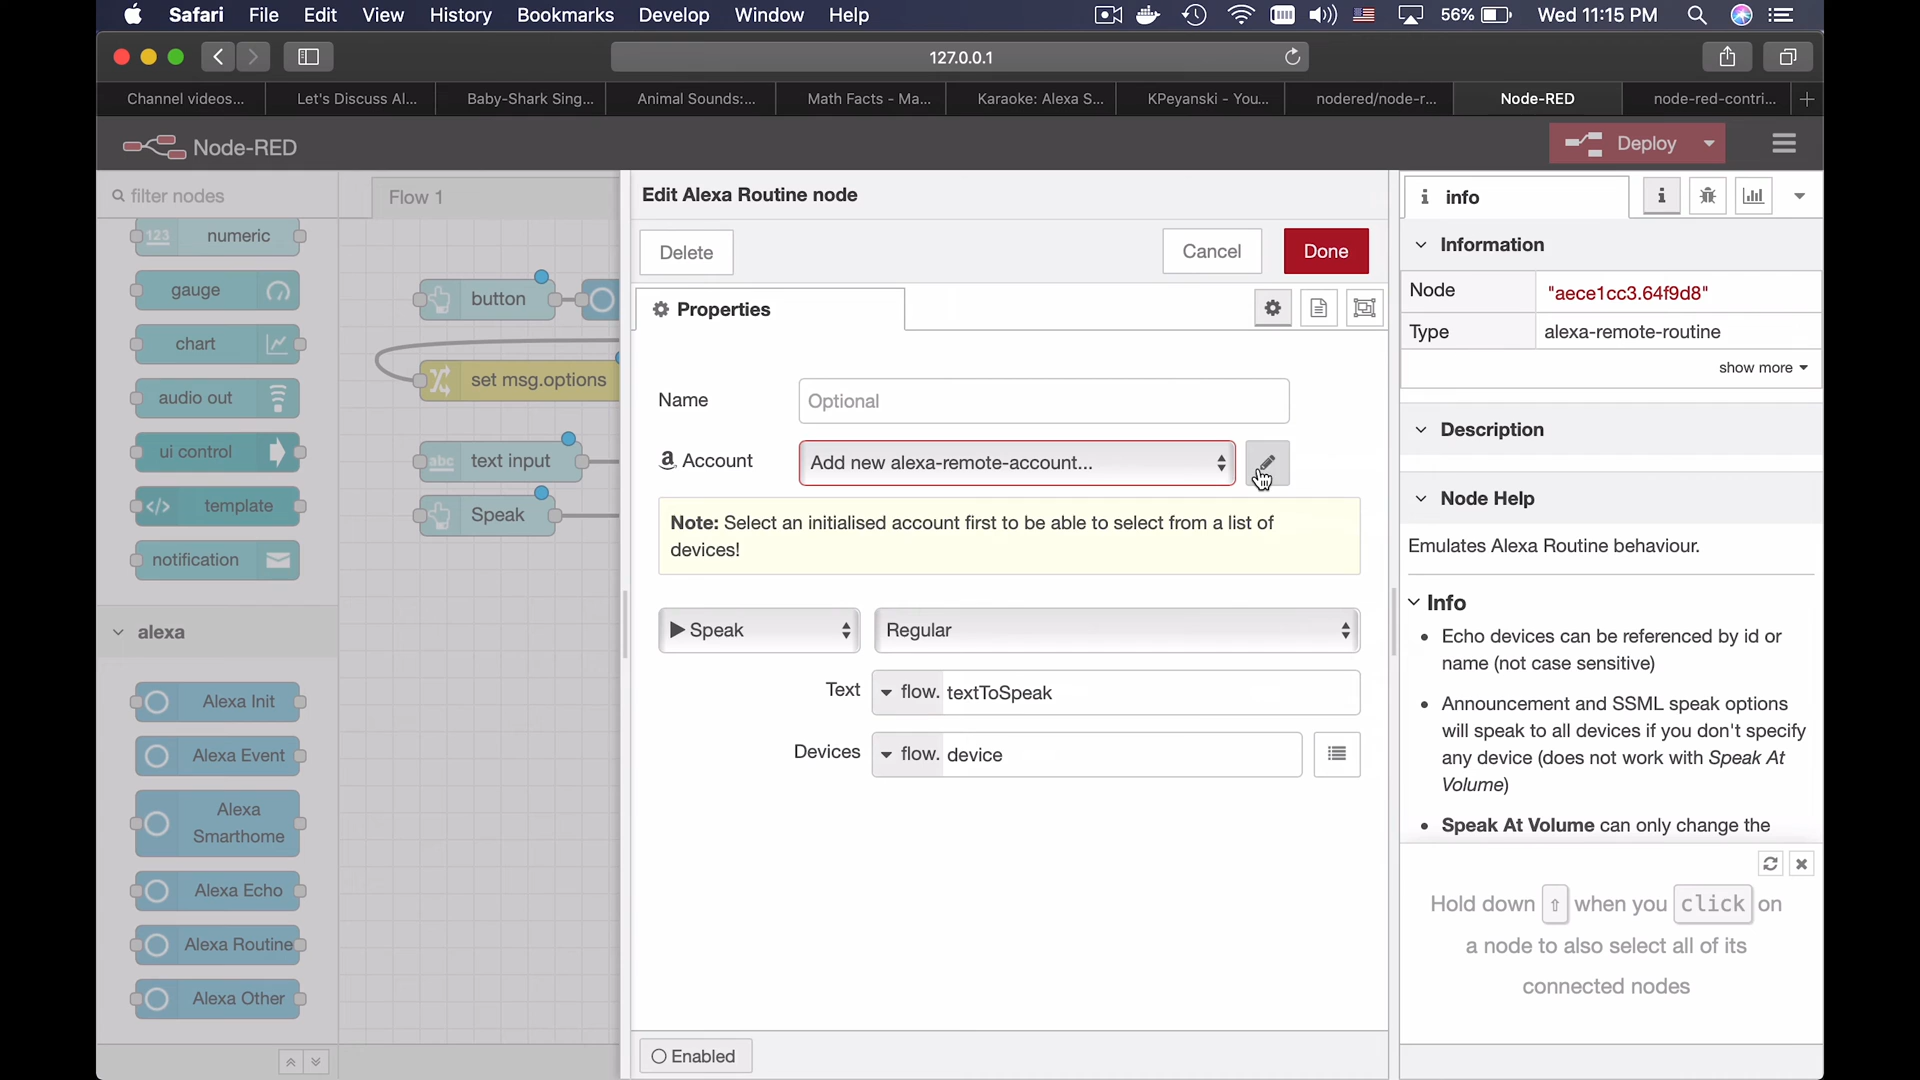 Safari File Edit View History Bookmarks Develop Window Help 56% Wed 11:15 PM
127.0.0.1
Channel videos... Let's Discuss Al... Baby-Shark Sing... Animal Sounds:... Math Facts - Ma... Karaoke: Alexa S... KPeyanski - You... nodered/node-r... Node-RED node-red-contri...
Node-RED Deploy
filter nodes
123 numeric
gauge
chart
audio out
ui control
</> template
notification
alexa
Alexa Init
Alexa Event
Alexa
Smarthome
Alexa Echo
Alexa Routine
Alexa Other
Flow 1
button
set msg.options
abc text input
Speak
Edit Alexa Routine node
Delete Cancel Done
Properties
Name Optional
Account Add new alexa-remote-account...
Note: Select an initialised account first to be able to select from a list of
devices!
Speak Regular
Text flow. textToSpeak
Devices flow. device
Enabled
i info
Information
Node "aece1cc3.64f9d8"
Type alexa-remote-routine
show more
Description
Node Help
Emulates Alexa Routine behaviour.
Info
• Echo devices can be referenced by id or
name (not case sensitive)
• Announcement and SSML speak options
will speak to all devices if you don't specify
any device (does not work with Speak At
Volume)
• Speak At Volume can only change the
Hold down ⇧ when you click on
a node to also select all of its
connected nodes